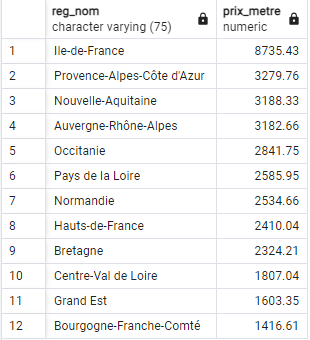 reg_nom prix_metre
character varying (75) numeric
1 Ile-de-France 8735.43
2 Provence-Alpes-Côte d'Azur 3279.76
3 Nouvelle-Aquitaine 3188.33
4 Auvergne-Rhône-Alpes 3182.66
5 Occitanie 2841.75
6 Pays de la Loire 2585.95
7 Normandie 2534.66
8 Hauts-de-France 2410.04
9 Bretagne 2324.21
10 Centre-Val de Loire 1807.04
11 Grand Est 1603.35
12 Bourgogne-Franche-Comté 1416.61